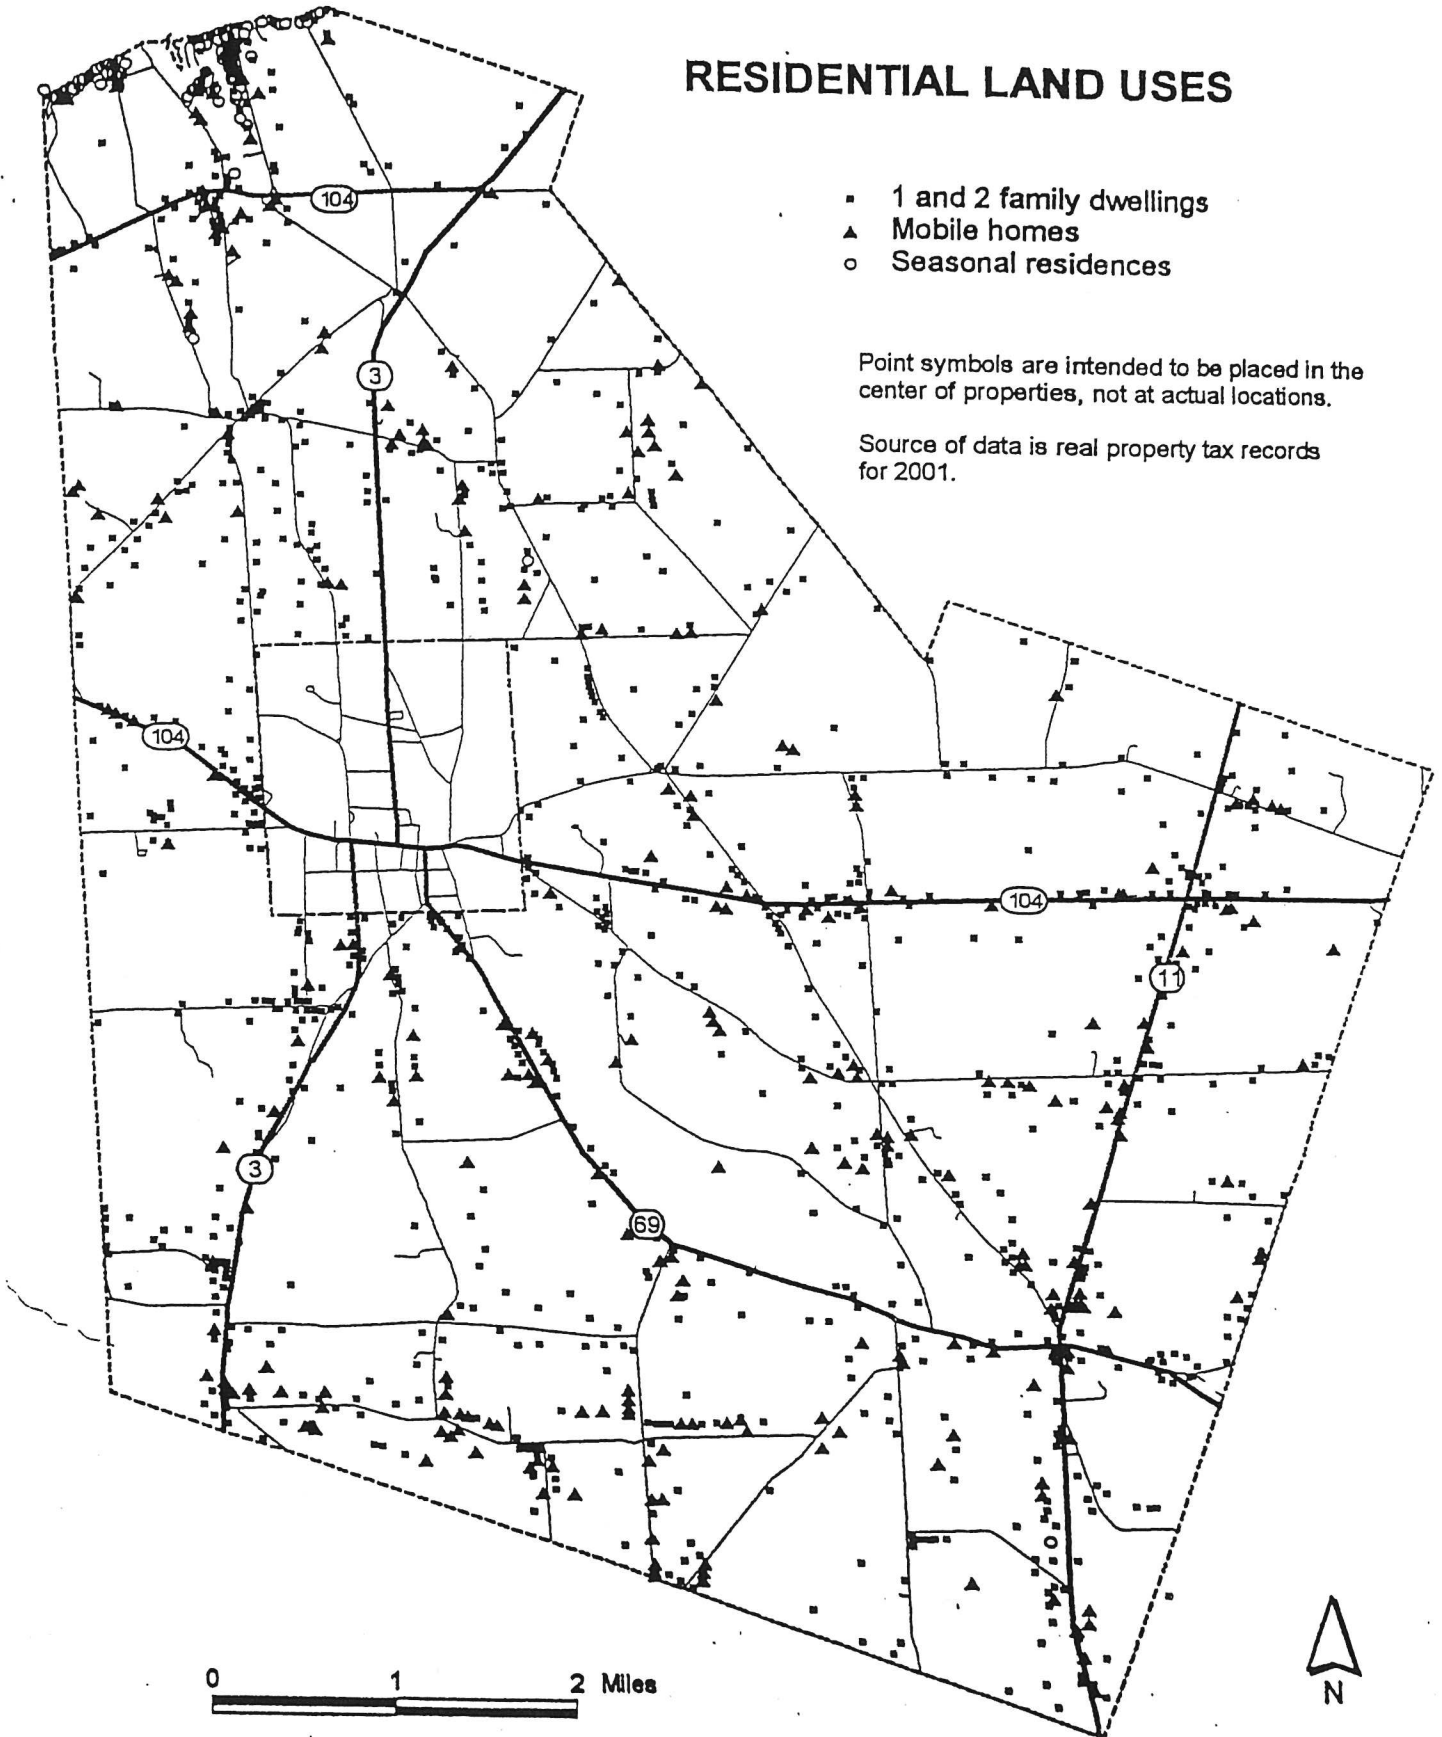 RESIDENTIAL LAND USES
1 and 2 family dwellings
Mobile homes
Seasonal residences
Point symbols are intended to be placed in the
center of properties, not at actual locations.
Source of data is real property tax records
for 2001.
104
3
104
104
11
3
69
0 1 2 Miles
N